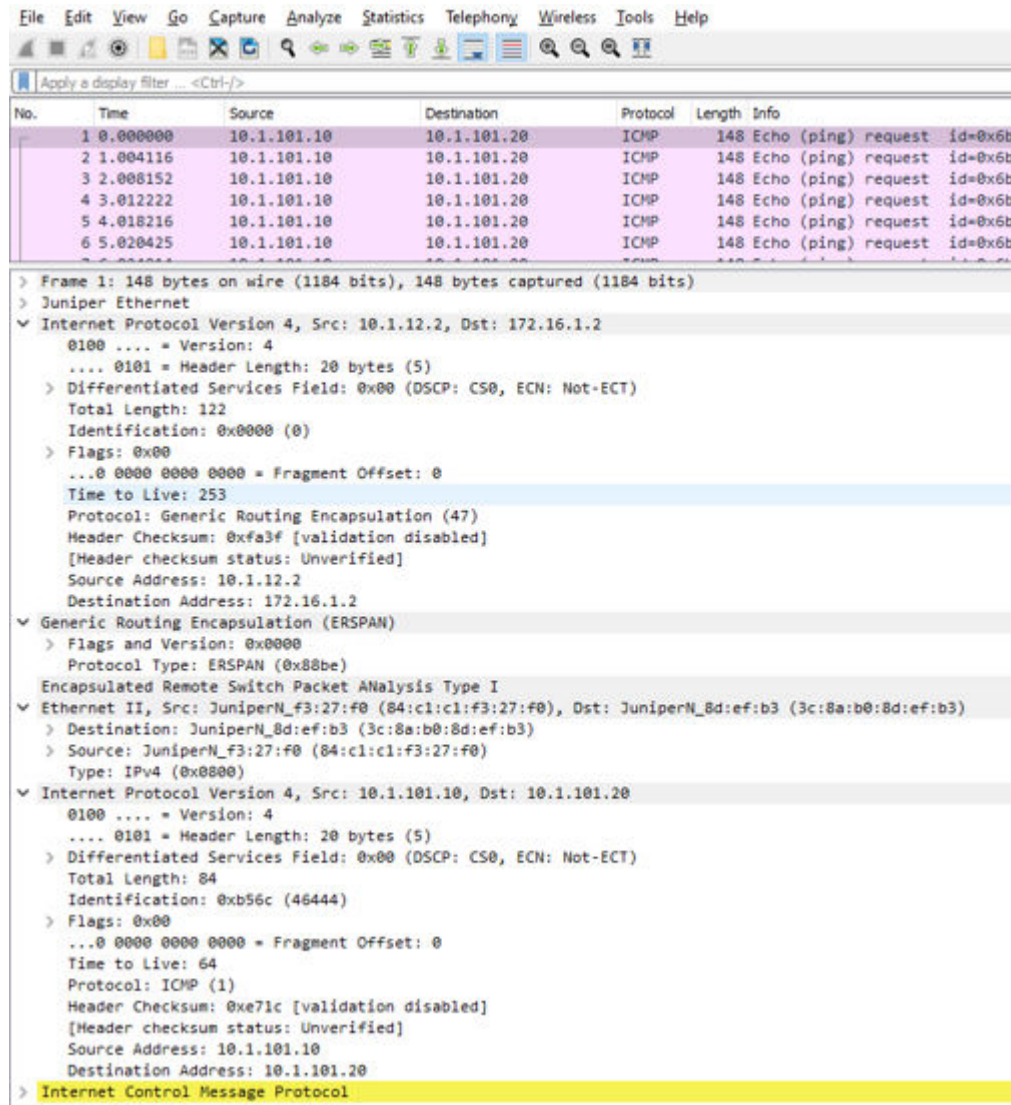 File Edit View Go Capture Analyze Statistics Telephony Wireless Tools Help
Apply a display filter ... <Ctrl-/>
No. Time Source Destination Protocol Length Info
1 0.000000 10.1.101.10 10.1.101.20 ICMP 148 Echo (ping) request id=0x6b
2 1.004116 10.1.101.10 10.1.101.20 ICMP 148 Echo (ping) request id=0x6b
3 2.008152 10.1.101.10 10.1.101.20 ICMP 148 Echo (ping) request id=0x6b
4 3.012222 10.1.101.10 10.1.101.20 ICMP 148 Echo (ping) request id=0x6b
5 4.018216 10.1.101.10 10.1.101.20 ICMP 148 Echo (ping) request id=0x6b
6 5.020425 10.1.101.10 10.1.101.20 ICMP 148 Echo (ping) request id=0x6b
> Frame 1: 148 bytes on wire (1184 bits), 148 bytes captured (1184 bits)
> Juniper Ethernet
Internet Protocol Version 4, Src: 10.1.12.2, Dst: 172.16.1.2
0100 .... = Version: 4
.... 0101 = Header Length: 20 bytes (5)
> Differentiated Services Field: 0x00 (DSCP: CS0, ECN: Not-ECT)
Total Length: 122
Identification: 0x0000 (0)
> Flags: 0x00
...0 0000 0000 0000 = Fragment Offset: 0
Time to Live: 253
Protocol: Generic Routing Encapsulation (47)
Header Checksum: 0xfa3f [validation disabled]
[Header checksum status: Unverified]
Source Address: 10.1.12.2
Destination Address: 172.16.1.2
Generic Routing Encapsulation (ERSPAN)
> Flags and Version: 0x0000
Protocol Type: ERSPAN (0x88be)
Encapsulated Remote Switch Packet ANalysis Type I
Ethernet II, Src: JuniperN_f3:27:f0 (84:c1:c1:f3:27:f0), Dst: JuniperN_8d:ef:b3 (3c:8a:b0:8d:ef:b3)
> Destination: JuniperN_8d:ef:b3 (3c:8a:b0:8d:ef:b3)
> Source: JuniperN_f3:27:f0 (84:c1:c1:f3:27:f0)
Type: IPv4 (0x0800)
Internet Protocol Version 4, Src: 10.1.101.10, Dst: 10.1.101.20
0100 .... = Version: 4
.... 0101 = Header Length: 20 bytes (5)
> Differentiated Services Field: 0x00 (DSCP: CS0, ECN: Not-ECT)
Total Length: 84
Identification: 0xb56c (46444)
> Flags: 0x00
...0 0000 0000 0000 = Fragment Offset: 0
Time to Live: 64
Protocol: ICMP (1)
Header Checksum: 0xe71c [validation disabled]
[Header checksum status: Unverified]
Source Address: 10.1.101.10
Destination Address: 10.1.101.20
> Internet Control Message Protocol